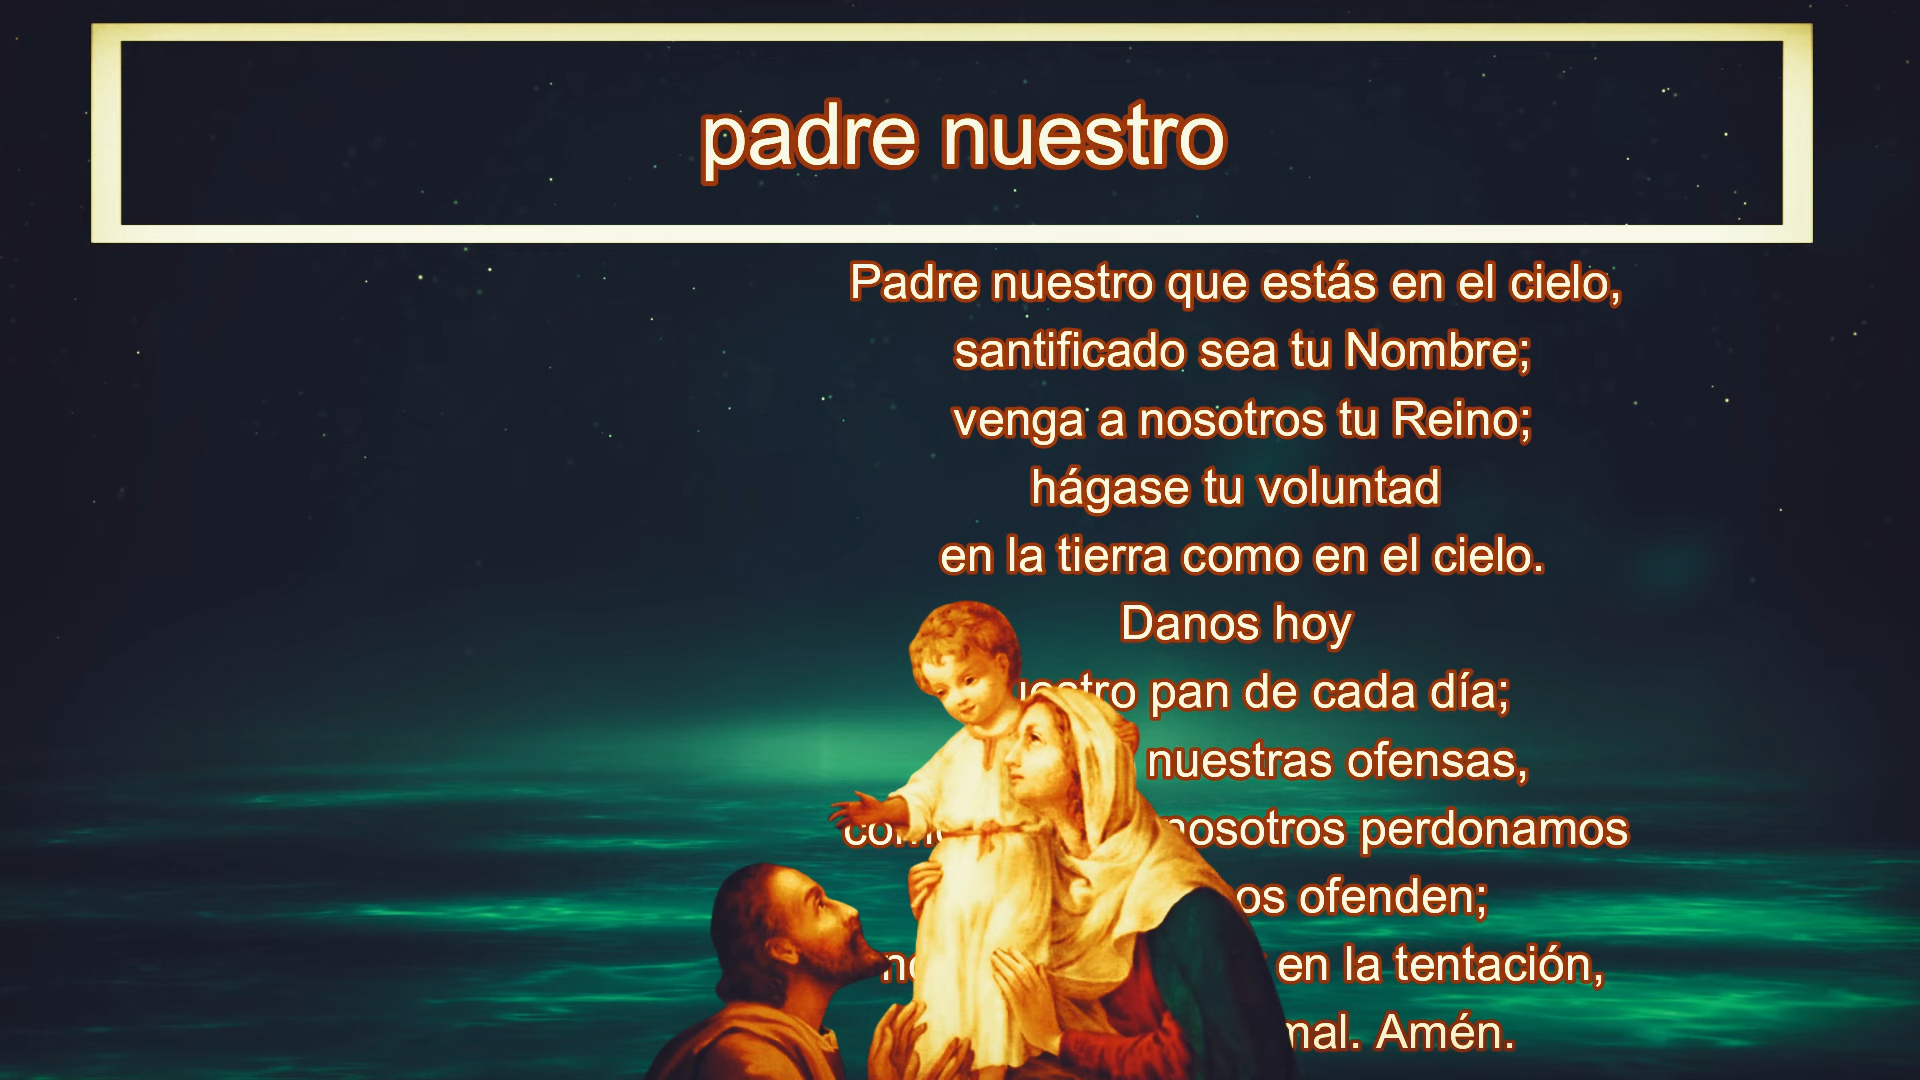 padre nuestro
Padre nuestro que estás en el cielo,
santificado sea tu Nombre;
venga a nosotros tu Reino;
hágase tu voluntad
en la tierra como en el cielo.
Danos hoy
pan de cada día;
nuestras ofensas,
nosotros perdonamos
ofenden;
en la tentación,
mal. Amén.